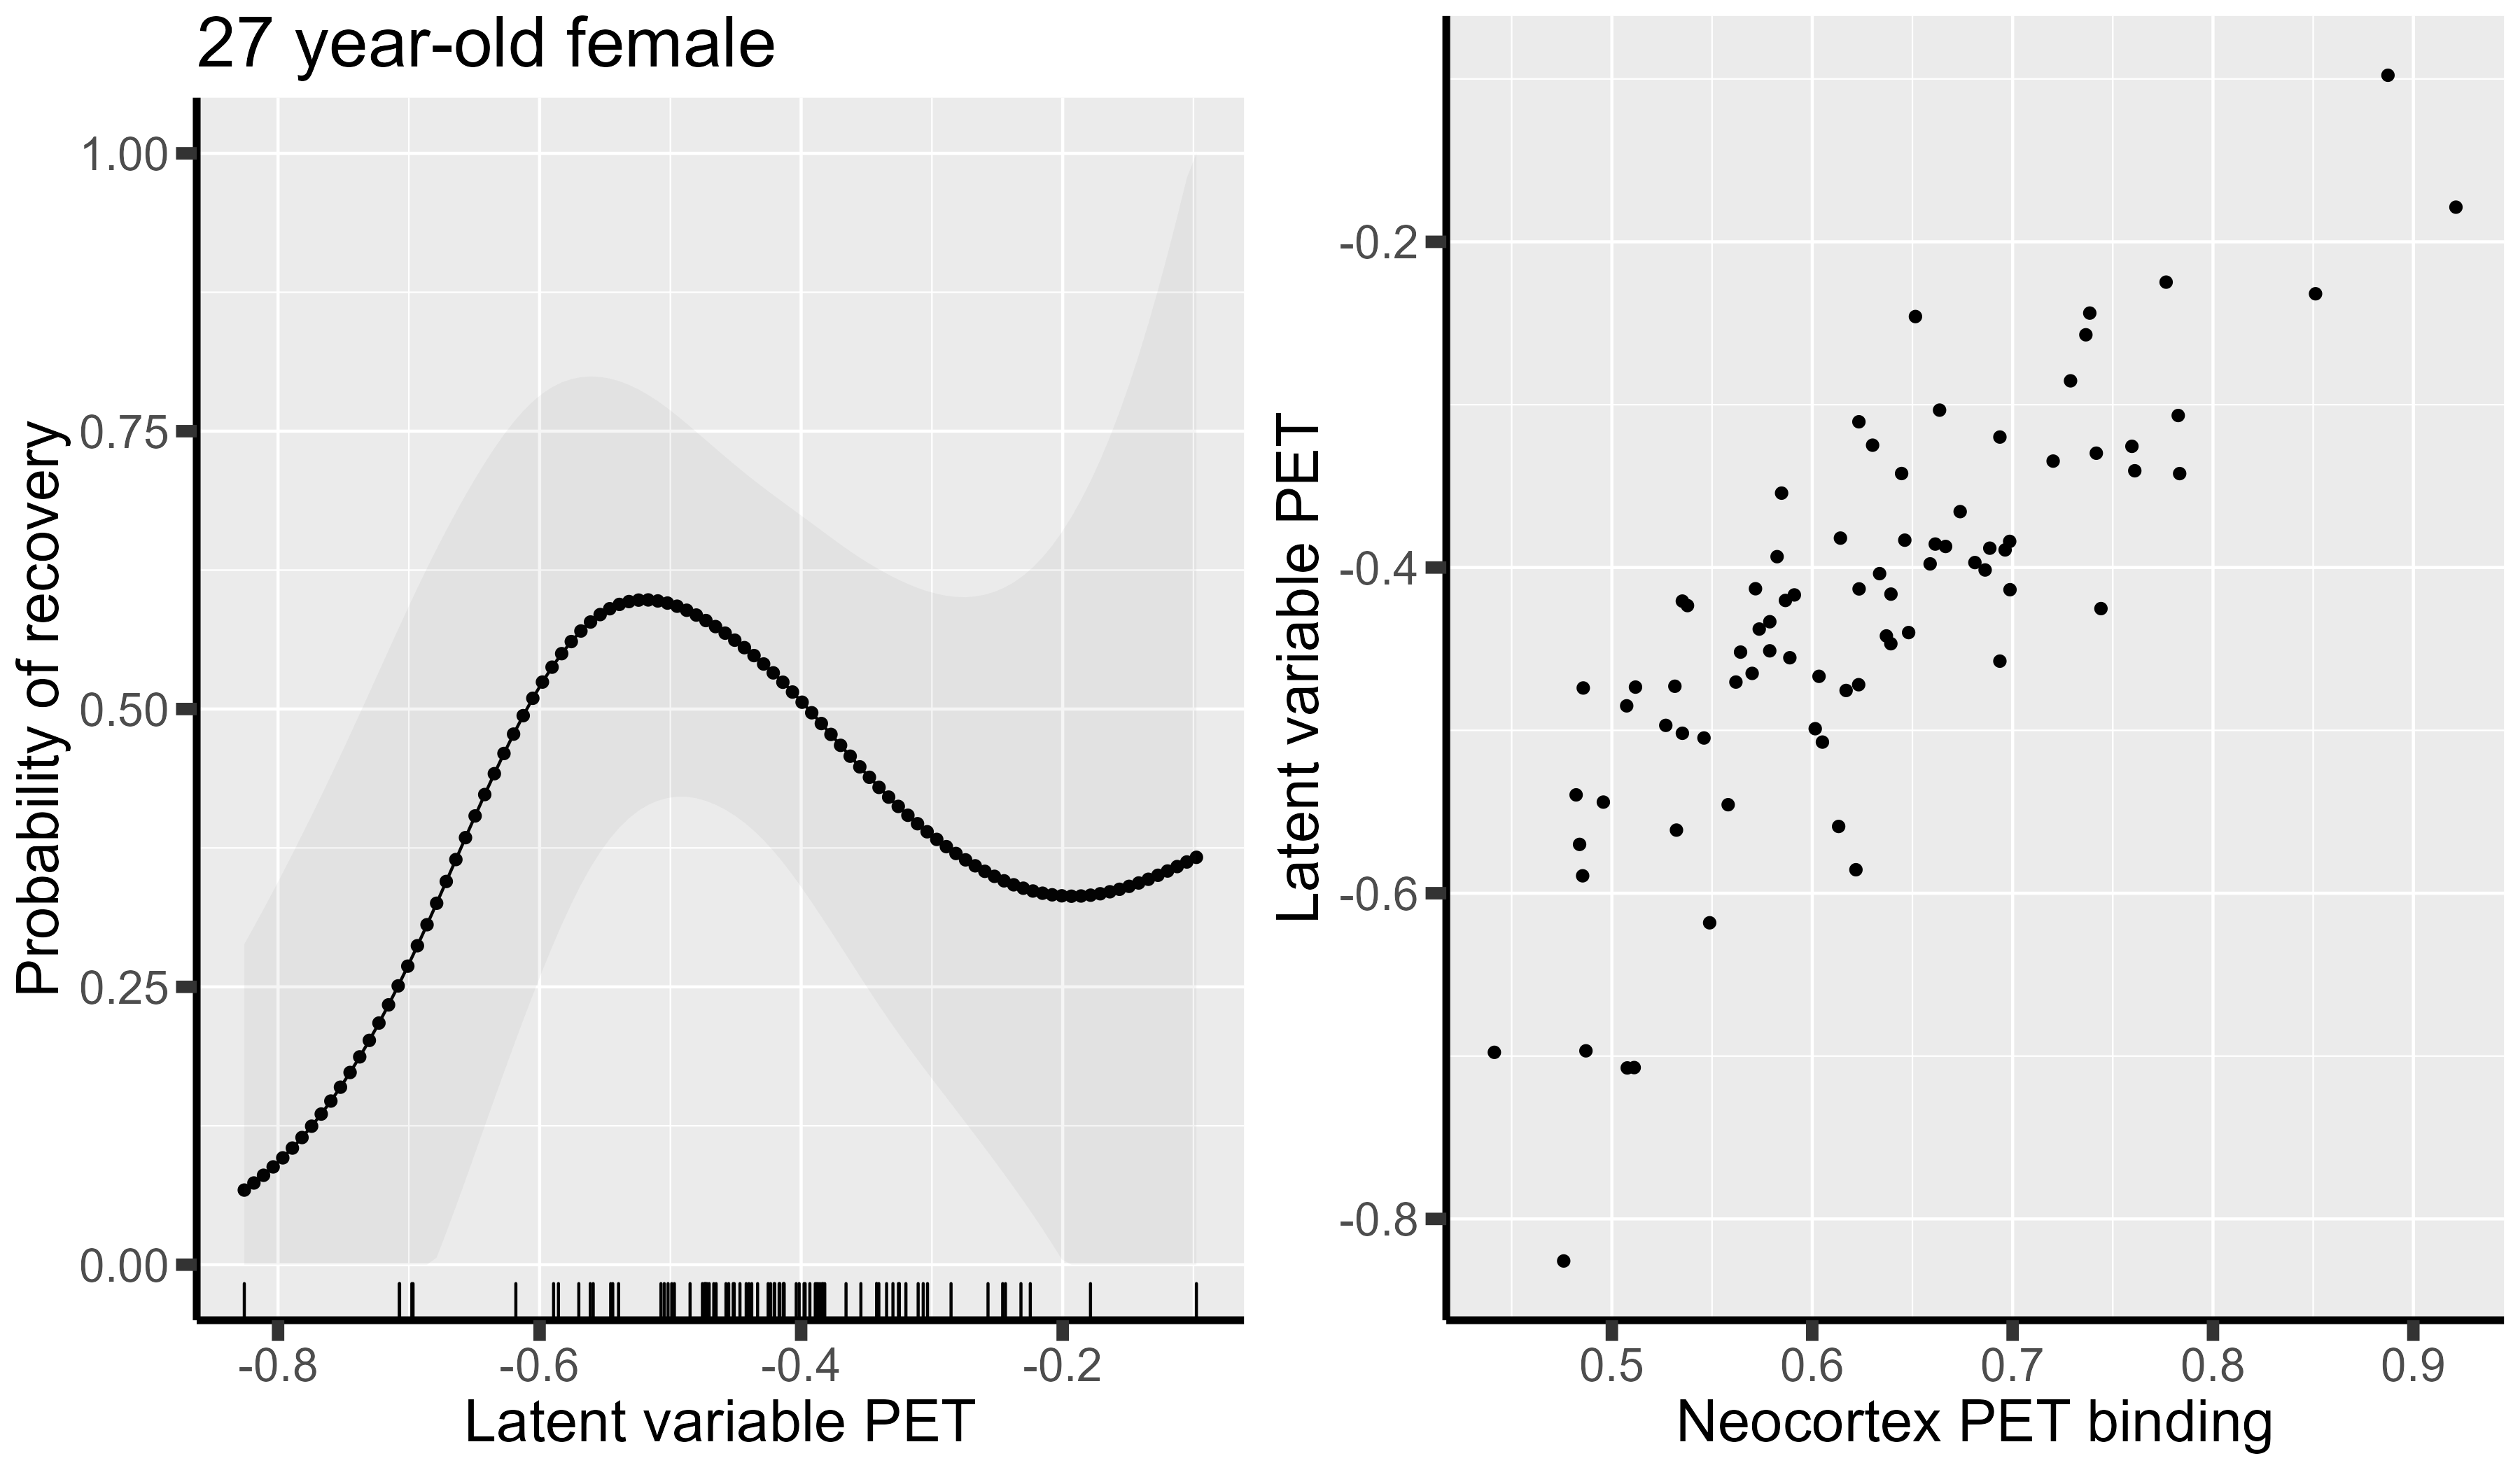 27 year-old female
Probability of recovery
1.00
0.75
0.50
0.25
0.00
-0.8 -0.6 -0.4 -0.2
Latent variable PET
Latent variable PET
-0.2
-0.4
-0.6
-0.8
0.5 0.6 0.7 0.8 0.9
Neocortex PET binding